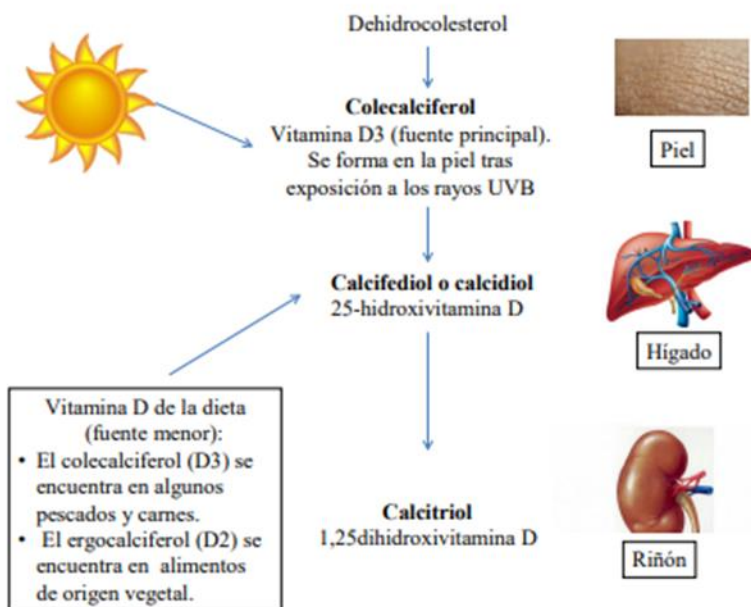 Dehidrocolesterol
Colecalciferol
Vitamina D3 (fuente principal).
Se forma en la piel tras
exposición a los rayos UVB
Piel
Calcifediol o calcidiol
25-hidroxivitamina D
Hígado
Vitamina D de la dieta
(fuente menor):
• El colecalciferol (D3) se
encuentra en algunos
pescados y carnes.
• El ergocalciferol (D2) se
encuentra en alimentos
de origen vegetal.
Calcitriol
1,25dihidroxivitamina D
Riñón